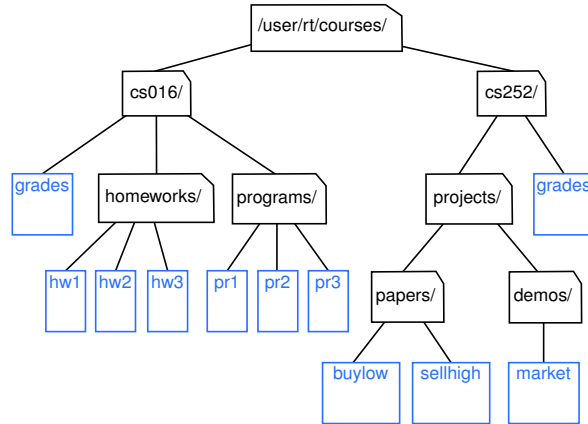 /user/rt/courses/
cs016/
cs252/
grades
homeworks/
programs/
projects/
grades
hw1
hw2
hw3
pr1
pr2
pr3
papers/
demos/
buylow
sellhigh
market